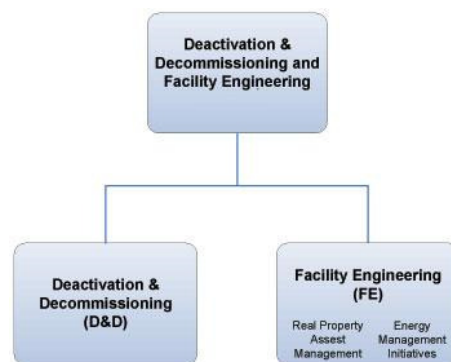 Deactivation &
Decommissioning and
Facility Engineering
Deactivation &
Decommissioning
(D&D)
Facility Engineering
(FE)
Real Property
Assest
Management
Energy
Management
Initiatives